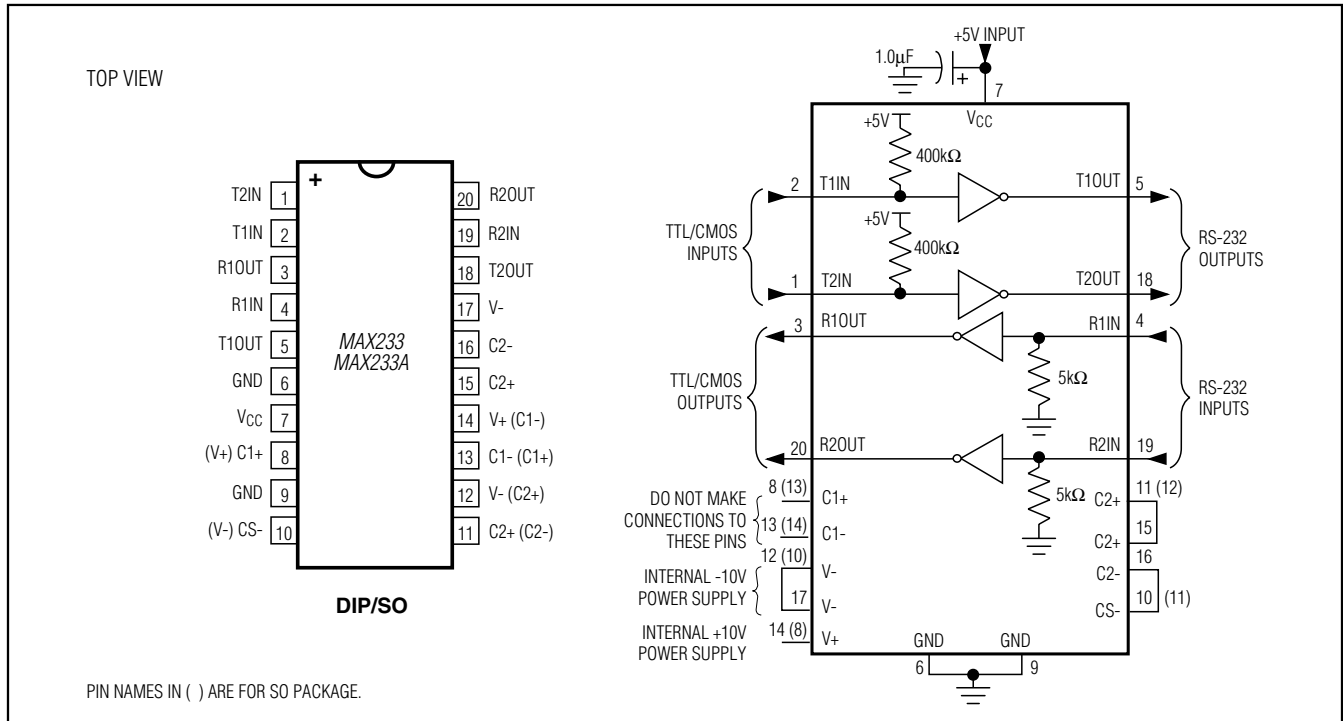 TOP VIEW
+
T2IN 1
T1IN 2
R1OUT 3
R1IN 4
T1OUT 5
GND 6
VCC 7
(V+) C1+ 8
GND 9
(V-) CS- 10
20 R2OUT
19 R2IN
18 T2OUT
17 V-
16 C2-
15 C2+
14 V+ (C1-)
13 C1- (C1+)
12 V- (C2+)
11 C2+ (C2-)
MAX233
MAX233A
DIP/SO
PIN NAMES IN ( ) ARE FOR SO PACKAGE.
+5V INPUT
1.0μF
+
7
VCC
+5V
400kΩ
2 T1IN
T1OUT 5
+5V
400kΩ
TTL/CMOS
INPUTS
RS-232
OUTPUTS
1 T2IN
T2OUT 18
3 R1OUT
R1IN 4
5kΩ
TTL/CMOS
OUTPUTS
RS-232
INPUTS
20 R2OUT
R2IN 19
5kΩ
DO NOT MAKE
CONNECTIONS TO
THESE PINS
8 (13) C1+
13 (14) C1-
INTERNAL -10V
POWER SUPPLY
12 (10) V-
17 V-
INTERNAL +10V
POWER SUPPLY
14 (8) V+
C2+ 11 (12)
C2+ 15
C2- 16
CS- 10 (11)
GND GND
6 9